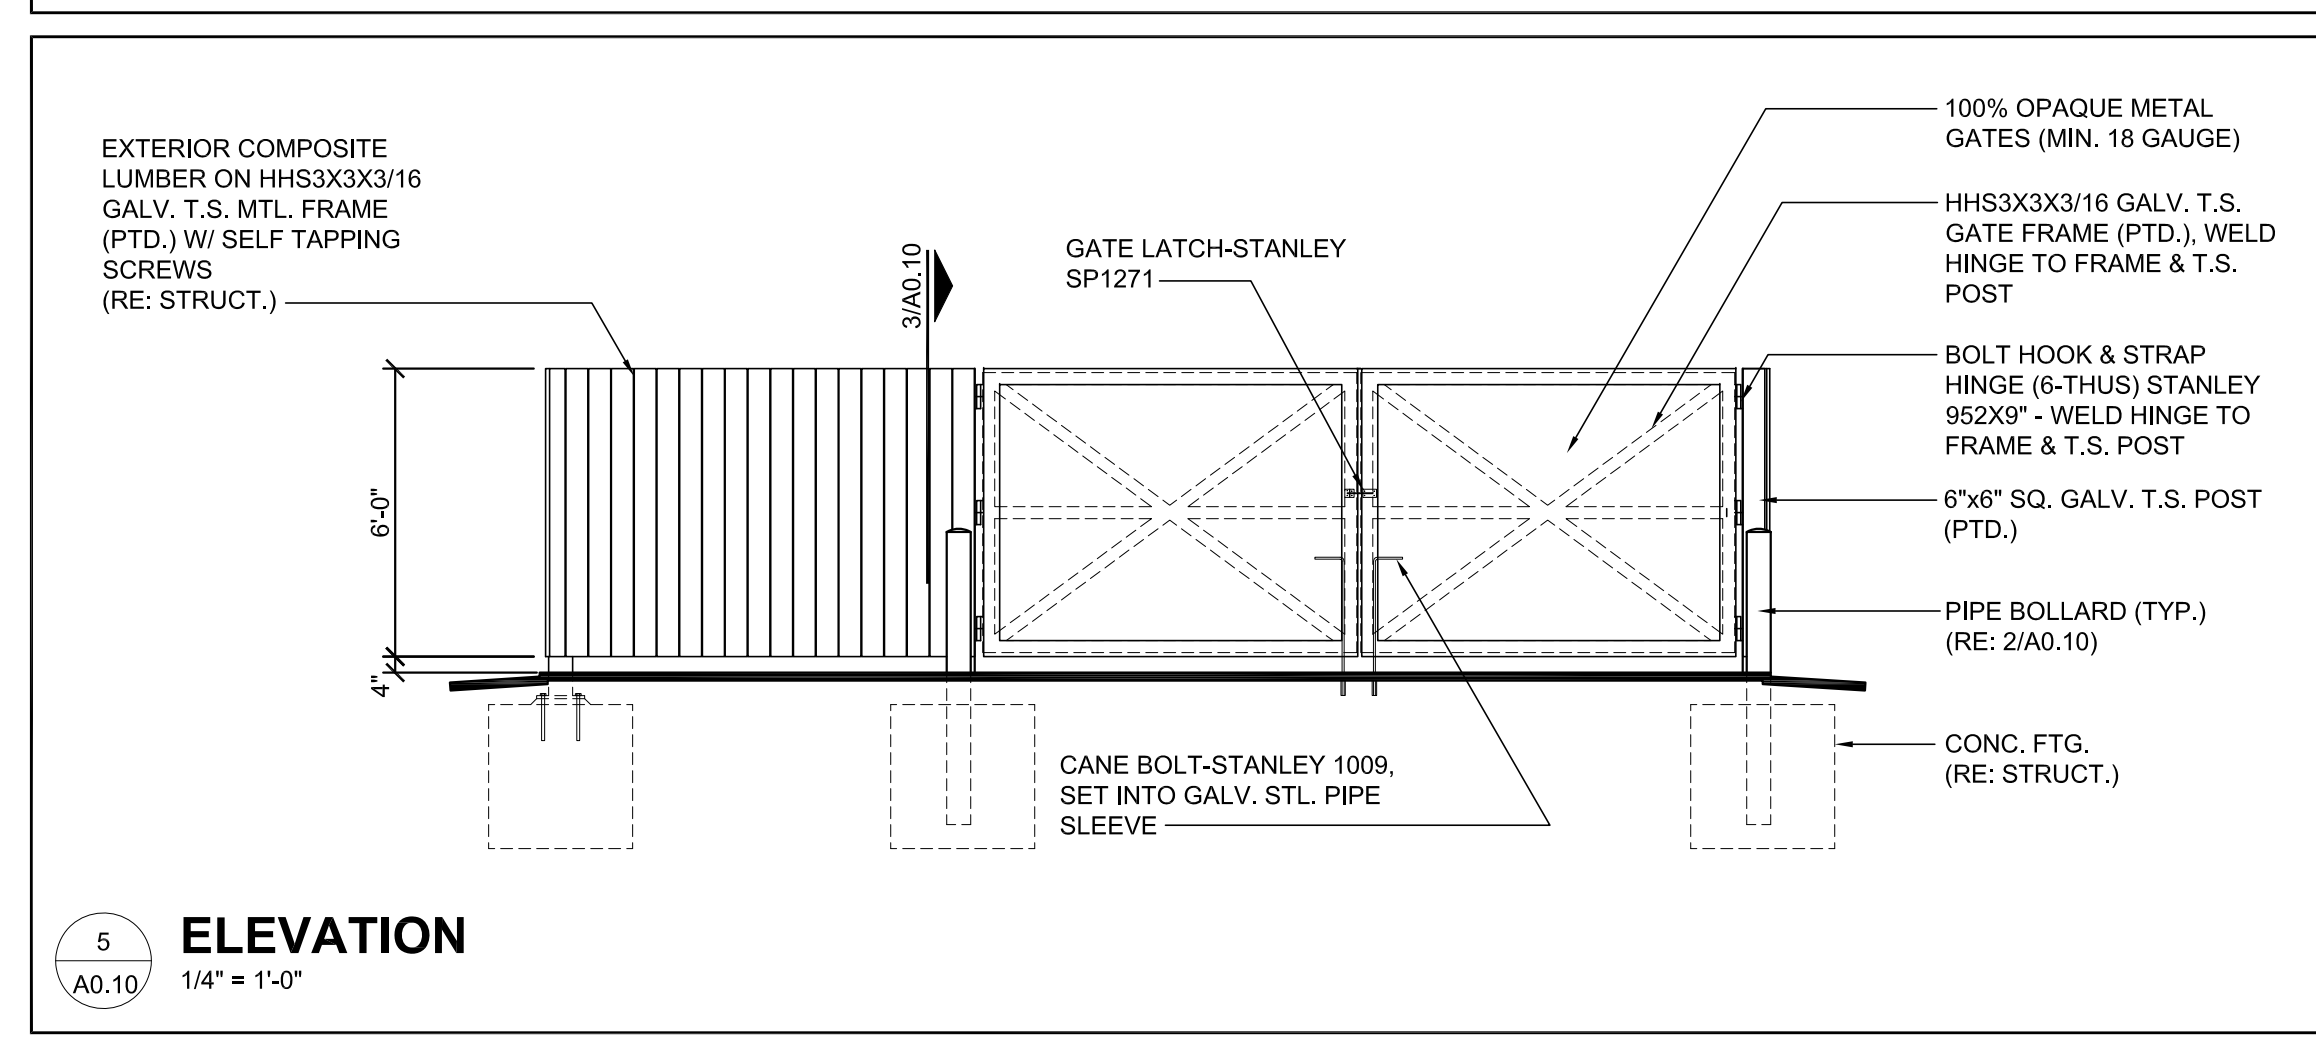 EXTERIOR COMPOSITE
LUMBER ON HHS3X3X3/16
GALV. T.S. MTL. FRAME
(PTD.) W/ SELF TAPPING
SCREWS
(RE: STRUCT.)
3/A0.10
GATE LATCH-STANLEY
SP1271
100% OPAQUE METAL
GATES (MIN. 18 GAUGE)
HHS3X3X3/16 GALV. T.S.
GATE FRAME (PTD.), WELD
HINGE TO FRAME & T.S.
POST
BOLT HOOK & STRAP
HINGE (6-THUS) STANLEY
952X9" - WELD HINGE TO
FRAME & T.S. POST
6"x6" SQ. GALV. T.S. POST
(PTD.)
PIPE BOLLARD (TYP.)
(RE: 2/A0.10)
CONC. FTG.
(RE: STRUCT.)
6'-0"
4"
CANE BOLT-STANLEY 1009,
SET INTO GALV. STL. PIPE
SLEEVE
5
A0.10
ELEVATION
1/4" = 1'-0"